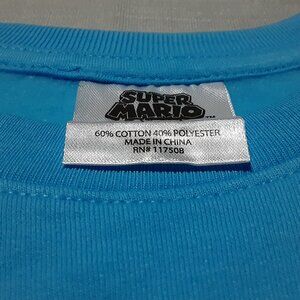 SUPER
MARIO
60% COTTON 40% POLYESTER
MADE IN CHINA
RN# 117508